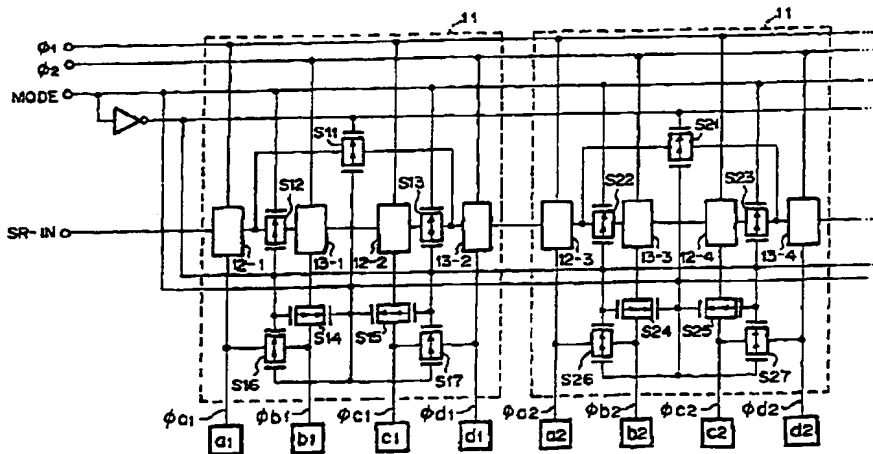 11 11
φ1
φ2
MODE
S11 S21
S12 S13 S22 S23
SR-IN
12-1 13-1 12-2 13-2 12-3 13-3 12-4 13-4
S14 S15 S24 S25
S16 S17 S26 S27
φa1 φb1 φc1 φd1 φa2 φb2 φc2 φd2
a1 b1 c1 d1 a2 b2 c2 d2